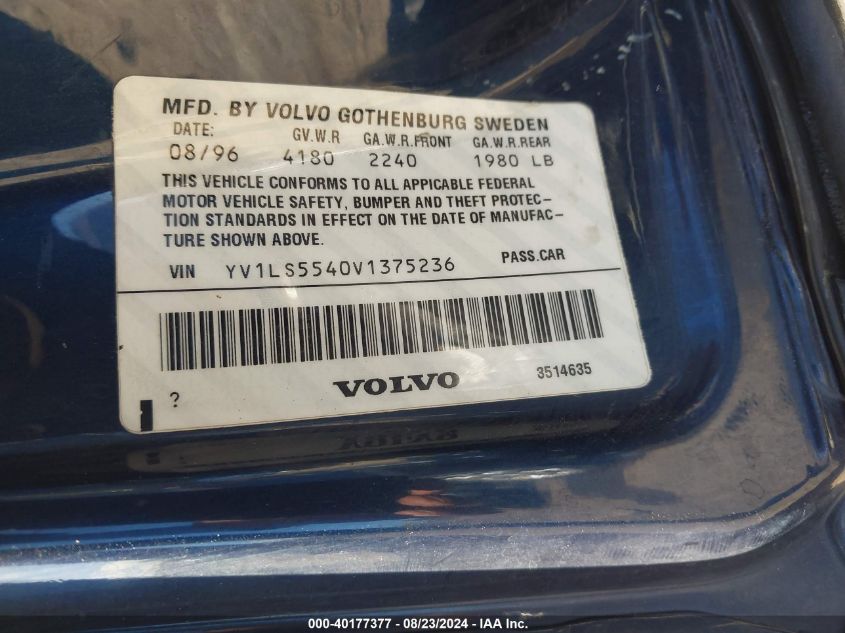 MFD. BY VOLVO GOTHENBURG SWEDEN
DATE: GV.W.R GA.W.R.FRONT GA.W.R.REAR
08/96 4180 2240 1980 LB
THIS VEHICLE CONFORMS TO ALL APPICABLE FEDERAL
MOTOR VEHICLE SAFETY, BUMPER AND THEFT PROTEC-
TION STANDARDS IN EFFECT ON THE DATE OF MANUFAC-
TURE SHOWN ABOVE.
VIN YV1LS5540V1375236 PASS.CAR
VOLVO 3514635
?
000-40177377 - 08/23/2024 - IAA Inc.